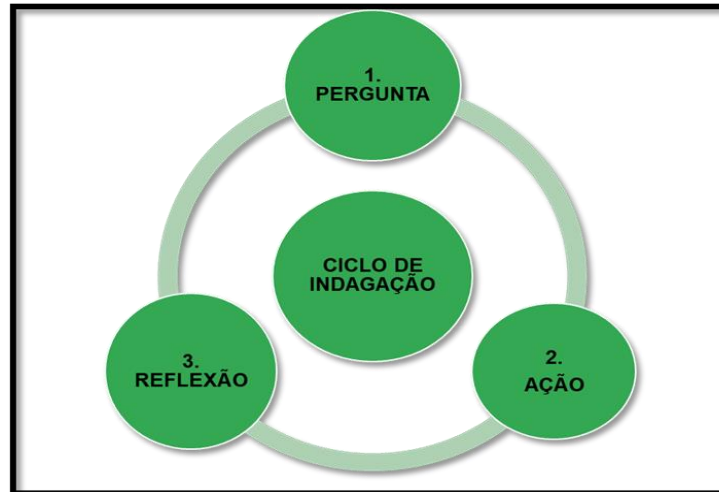 1.
PERGUNTA
CICLO DE
INDAGAÇÃO
3.
REFLEXÃO
2.
AÇÃO